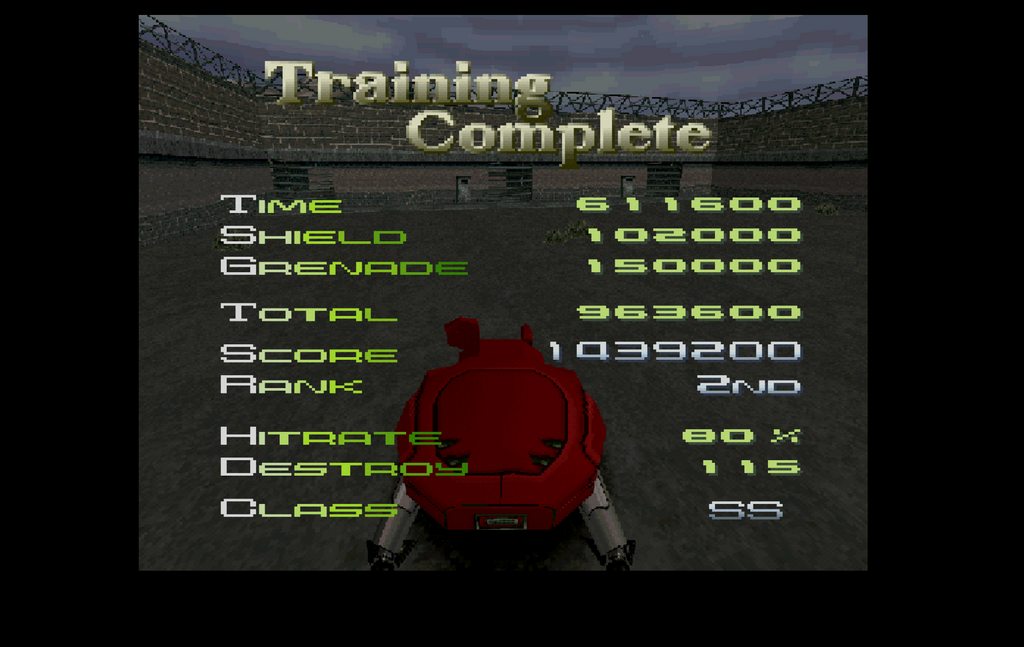 Training
Complete
TIME 611600
SHIELD 102000
GRENADE 150000
TOTAL 963600
SCORE 1439200
RANK 2ND
HITRATE 80 %
DESTROY 115
CLASS SS